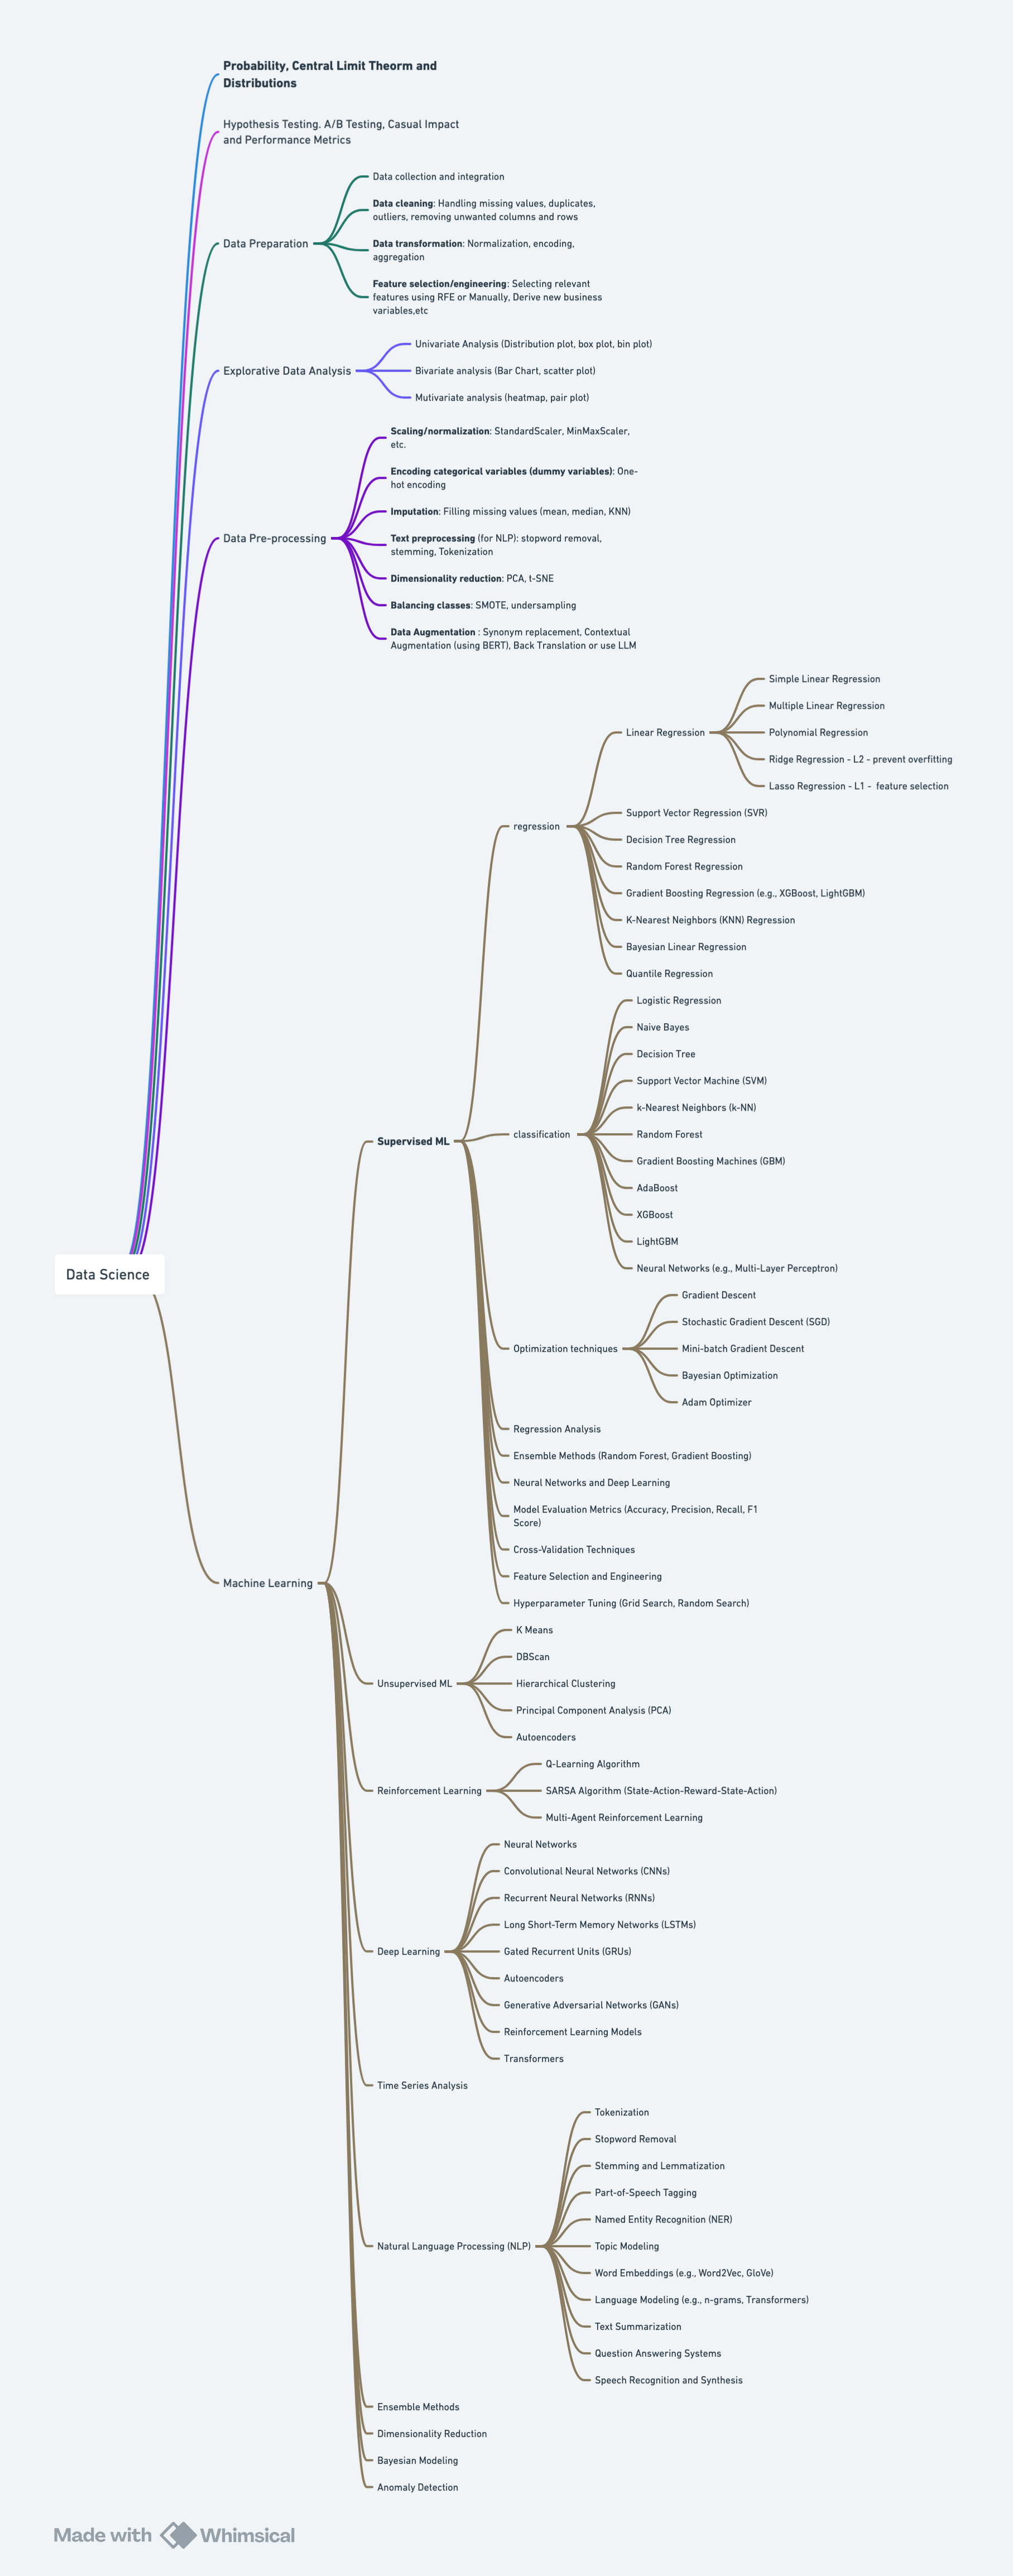 Probability, Central Limit Theorm and
Distributions
Hypothesis Testing. A/B Testing, Casual Impact
and Performance Metrics
Data Preparation
Data collection and integration
Data cleaning: Handling missing values, duplicates,
outliers, removing unwanted columns and rows
Data transformation: Normalization, encoding,
aggregation
Feature selection/engineering: Selecting relevant
features using RFE or Manually, Derive new business
variables,etc
Explorative Data Analysis
Univariate Analysis (Distribution plot, box plot, bin plot)
Bivariate analysis (Bar Chart, scatter plot)
Mutivariate analysis (heatmap, pair plot)
Data Pre-processing
Scaling/normalization: StandardScaler, MinMaxScaler,
etc.
Encoding categorical variables (dummy variables): One-
hot encoding
Imputation: Filling missing values (mean, median, KNN)
Text preprocessing (for NLP): stopword removal,
stemming, Tokenization
Dimensionality reduction: PCA, t-SNE
Balancing classes: SMOTE, undersampling
Data Augmentation : Synonym replacement, Contextual
Augmentation (using BERT), Back Translation or use LLM
Data Science
Machine Learning
Supervised ML
regression
Linear Regression
Simple Linear Regression
Multiple Linear Regression
Polynomial Regression
Ridge Regression - L2 - prevent overfitting
Lasso Regression - L1 - feature selection
Support Vector Regression (SVR)
Decision Tree Regression
Random Forest Regression
Gradient Boosting Regression (e.g., XGBoost, LightGBM)
K-Nearest Neighbors (KNN) Regression
Bayesian Linear Regression
Quantile Regression
classification
Logistic Regression
Naive Bayes
Decision Tree
Support Vector Machine (SVM)
k-Nearest Neighbors (k-NN)
Random Forest
Gradient Boosting Machines (GBM)
AdaBoost
XGBoost
LightGBM
Neural Networks (e.g., Multi-Layer Perceptron)
Optimization techniques
Gradient Descent
Stochastic Gradient Descent (SGD)
Mini-batch Gradient Descent
Bayesian Optimization
Adam Optimizer
Regression Analysis
Ensemble Methods (Random Forest, Gradient Boosting)
Neural Networks and Deep Learning
Model Evaluation Metrics (Accuracy, Precision, Recall, F1
Score)
Cross-Validation Techniques
Feature Selection and Engineering
Hyperparameter Tuning (Grid Search, Random Search)
Unsupervised ML
K Means
DBScan
Hierarchical Clustering
Principal Component Analysis (PCA)
Autoencoders
Reinforcement Learning
Q-Learning Algorithm
SARSA Algorithm (State-Action-Reward-State-Action)
Multi-Agent Reinforcement Learning
Deep Learning
Neural Networks
Convolutional Neural Networks (CNNs)
Recurrent Neural Networks (RNNs)
Long Short-Term Memory Networks (LSTMs)
Gated Recurrent Units (GRUs)
Autoencoders
Generative Adversarial Networks (GANs)
Reinforcement Learning Models
Transformers
Time Series Analysis
Natural Language Processing (NLP)
Tokenization
Stopword Removal
Stemming and Lemmatization
Part-of-Speech Tagging
Named Entity Recognition (NER)
Topic Modeling
Word Embeddings (e.g., Word2Vec, GloVe)
Language Modeling (e.g., n-grams, Transformers)
Text Summarization
Question Answering Systems
Speech Recognition and Synthesis
Ensemble Methods
Dimensionality Reduction
Bayesian Modeling
Anomaly Detection
Made with Whimsical